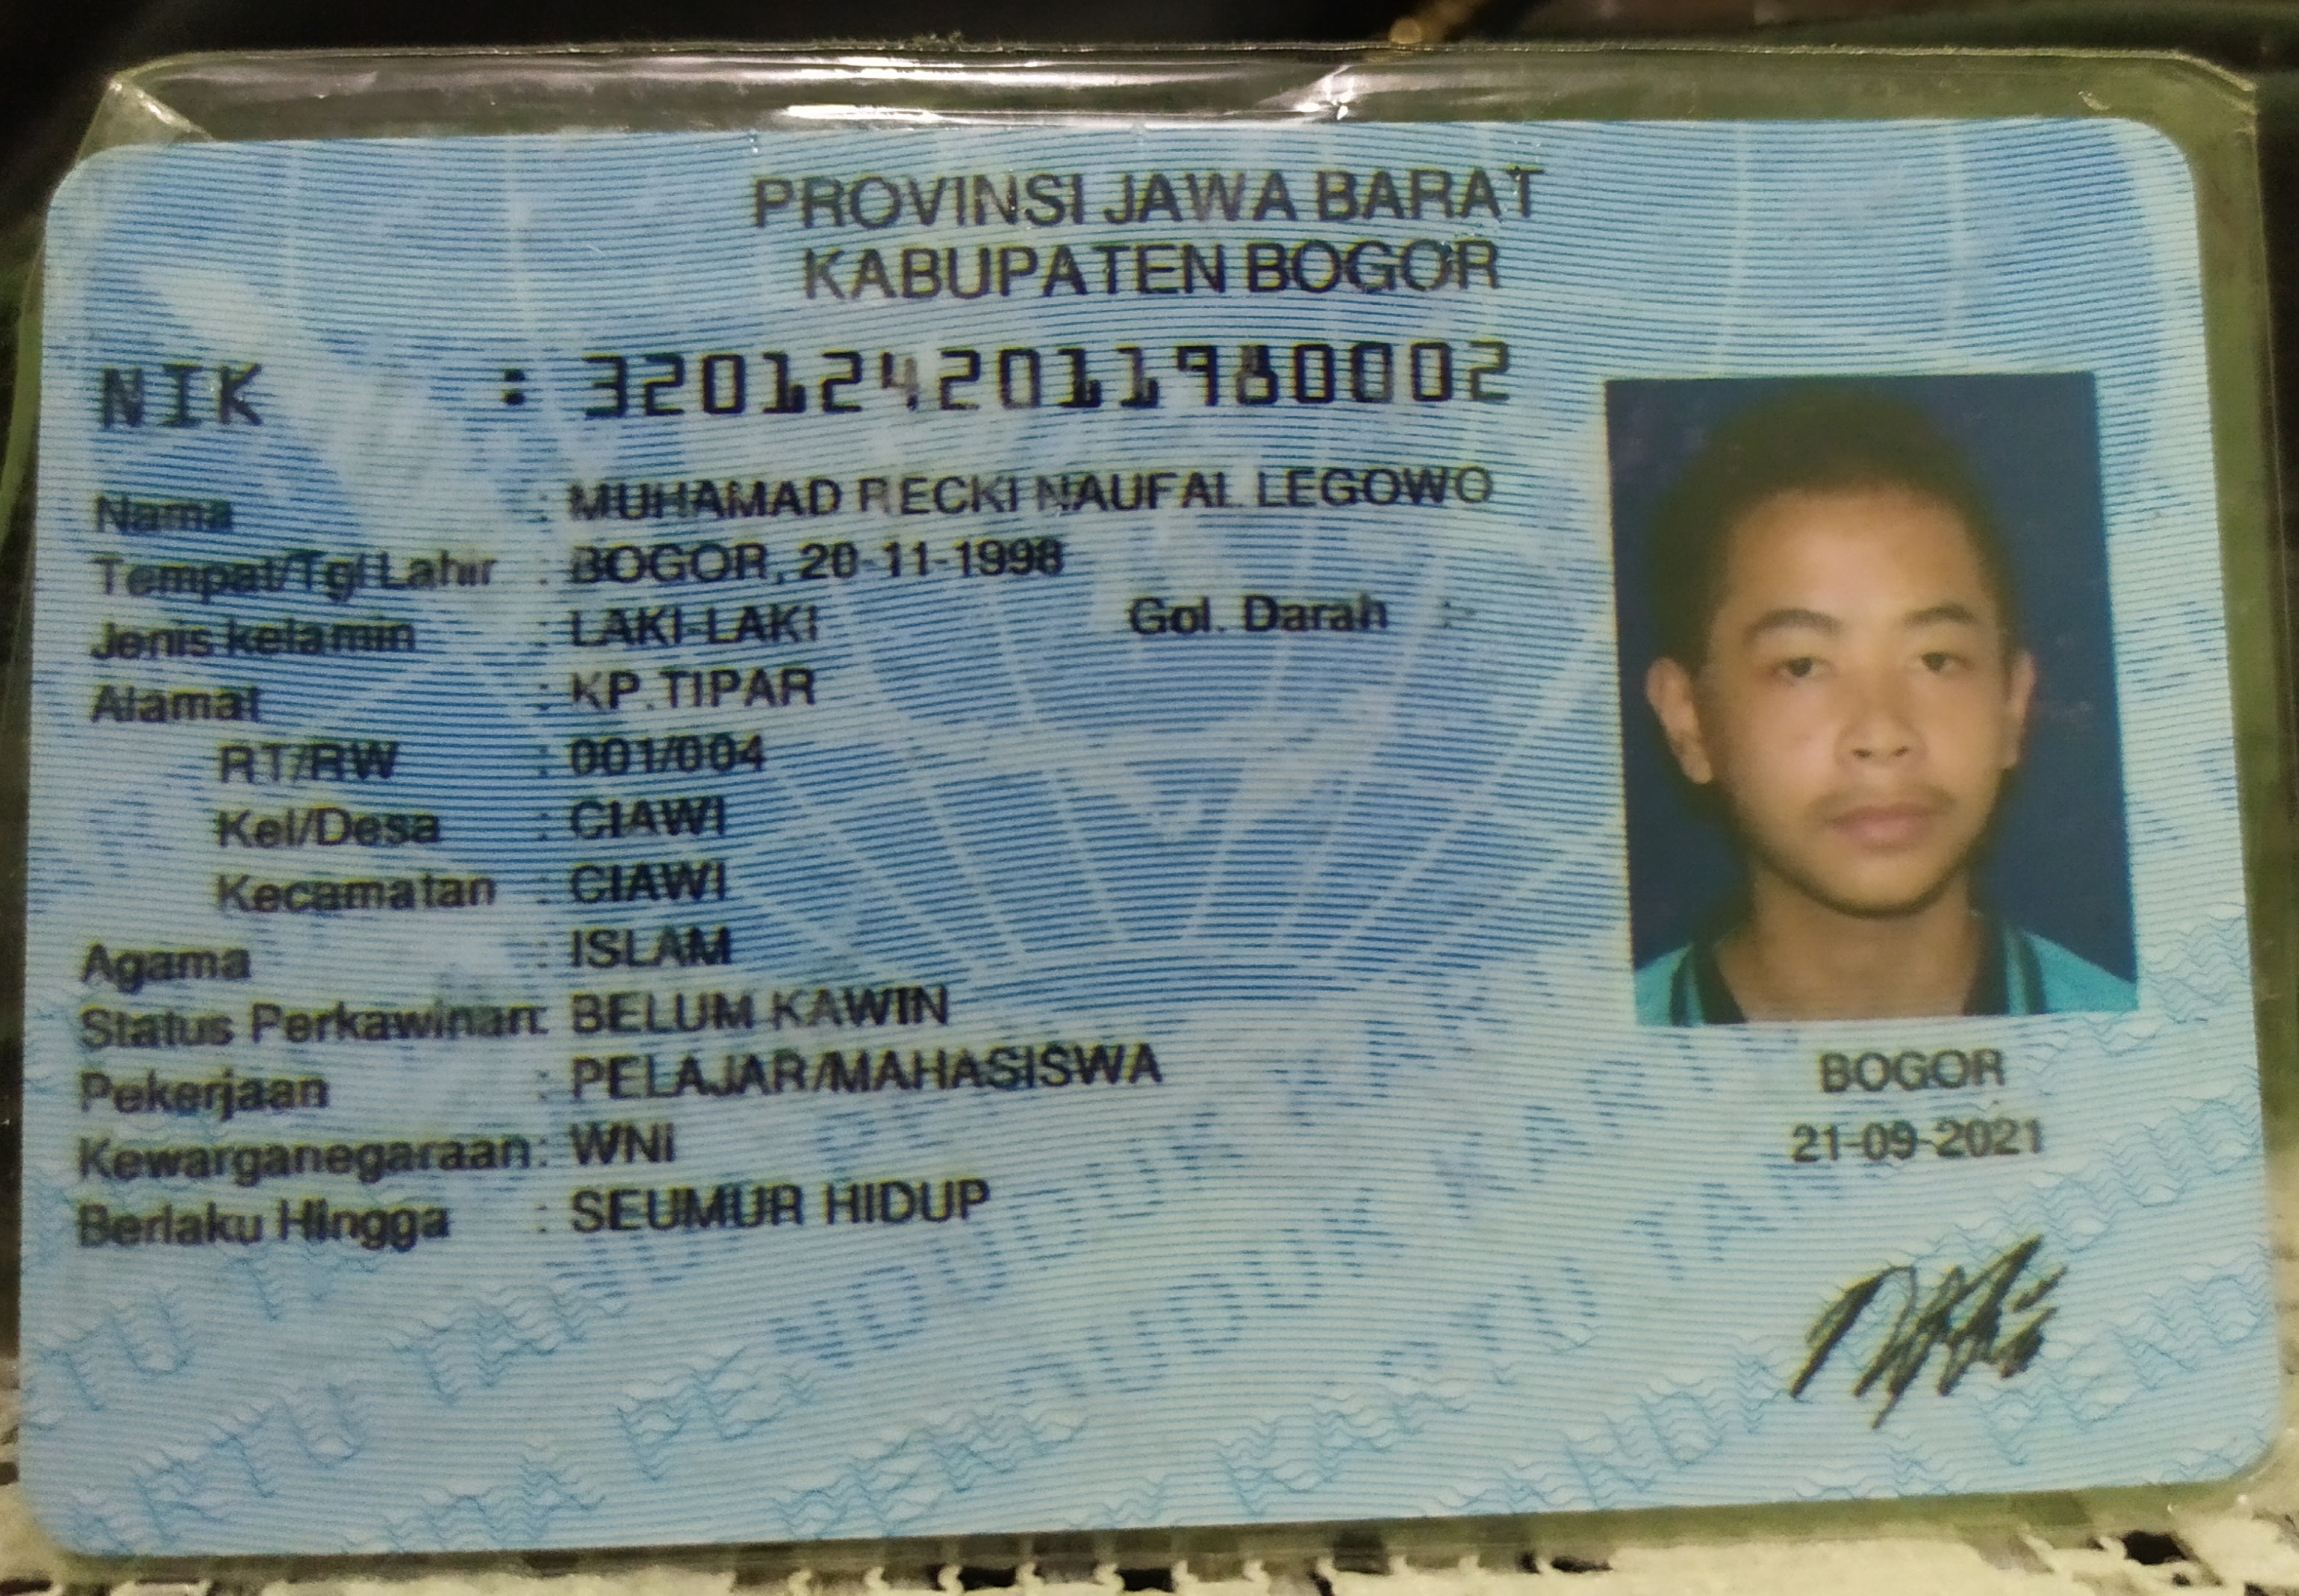 PROVINSI JAWA BARAT
KABUPATEN BOGOR
NIK : 3201242011980002
Nama : MUHAMAD RECKI NAUFAL LEGOWO
Tempat/Tgl Lahir : BOGOR, 20-11-1998
Jenis kelamin : LAKI-LAKI Gol. Darah : -
Alamat : KP.TIPAR
RT/RW : 001/004
Kel/Desa : CIAWI
Kecamatan : CIAWI
Agama : ISLAM
Status Perkawinan: BELUM KAWIN
Pekerjaan : PELAJAR/MAHASISWA
Kewarganegaraan: WNI
Berlaku Hingga : SEUMUR HIDUP
BOGOR
21-09-2021